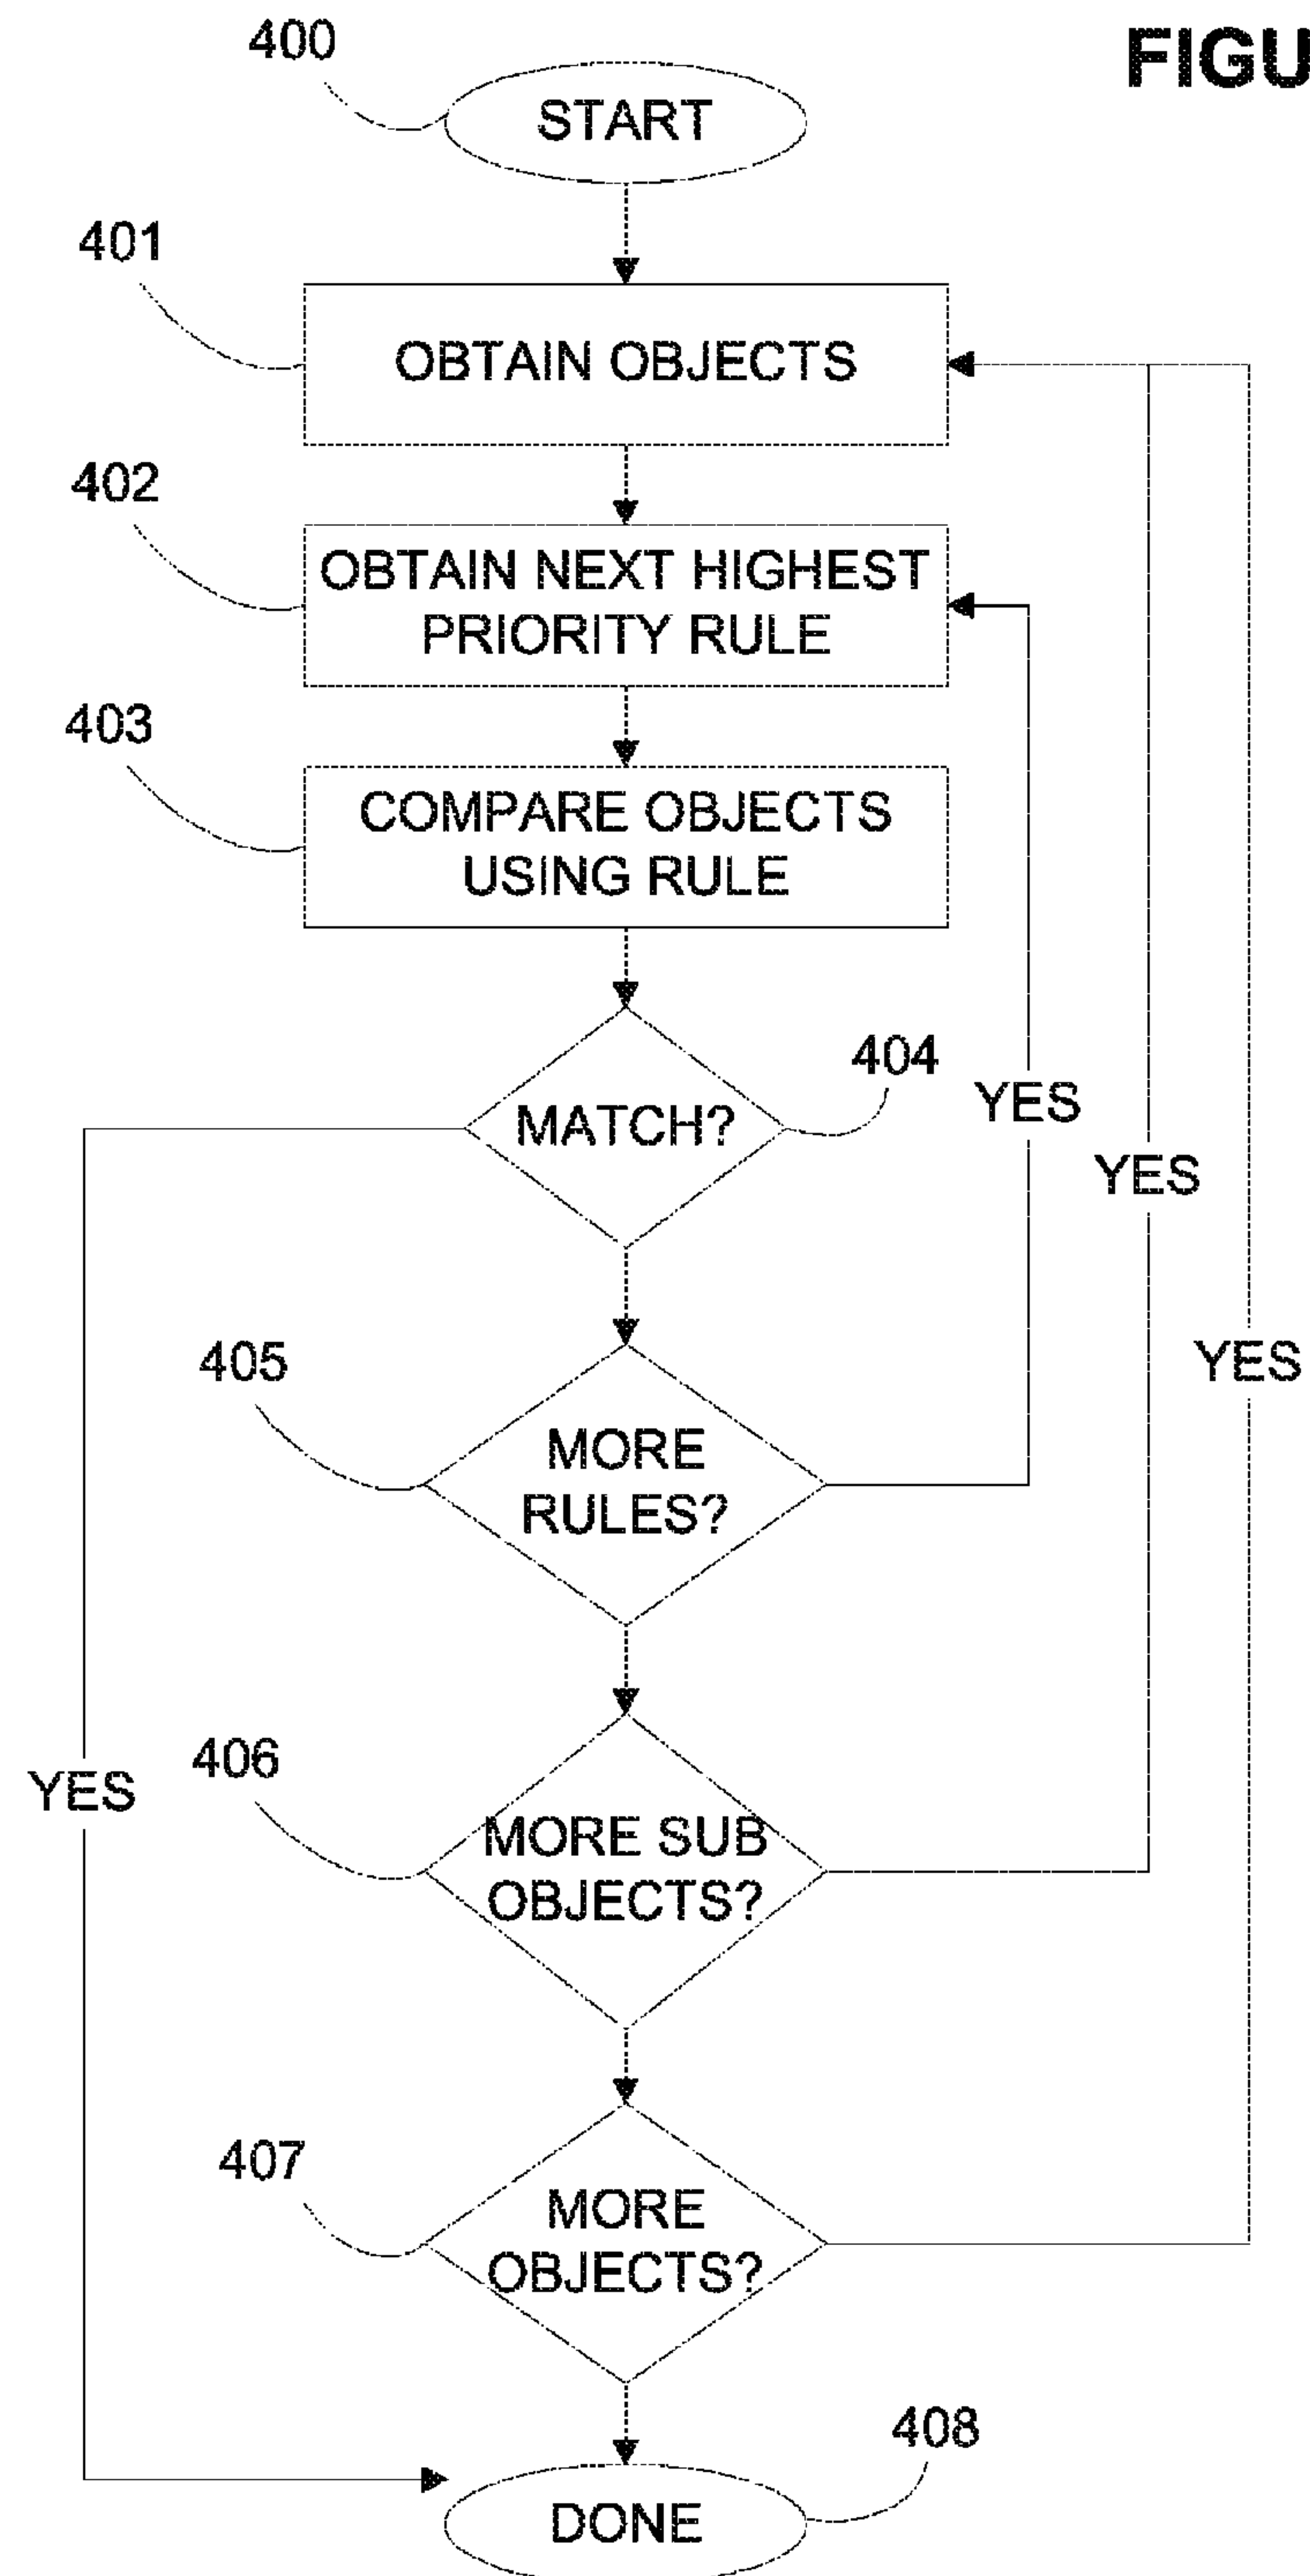 400
FIGU
START
401
OBTAIN OBJECTS
402
OBTAIN NEXT HIGHEST
PRIORITY RULE
403
COMPARE OBJECTS
USING RULE
404
MATCH?
YES
YES
405
YES
MORE
RULES?
406
YES
MORE SUB
OBJECTS?
407
MORE
OBJECTS?
408
DONE